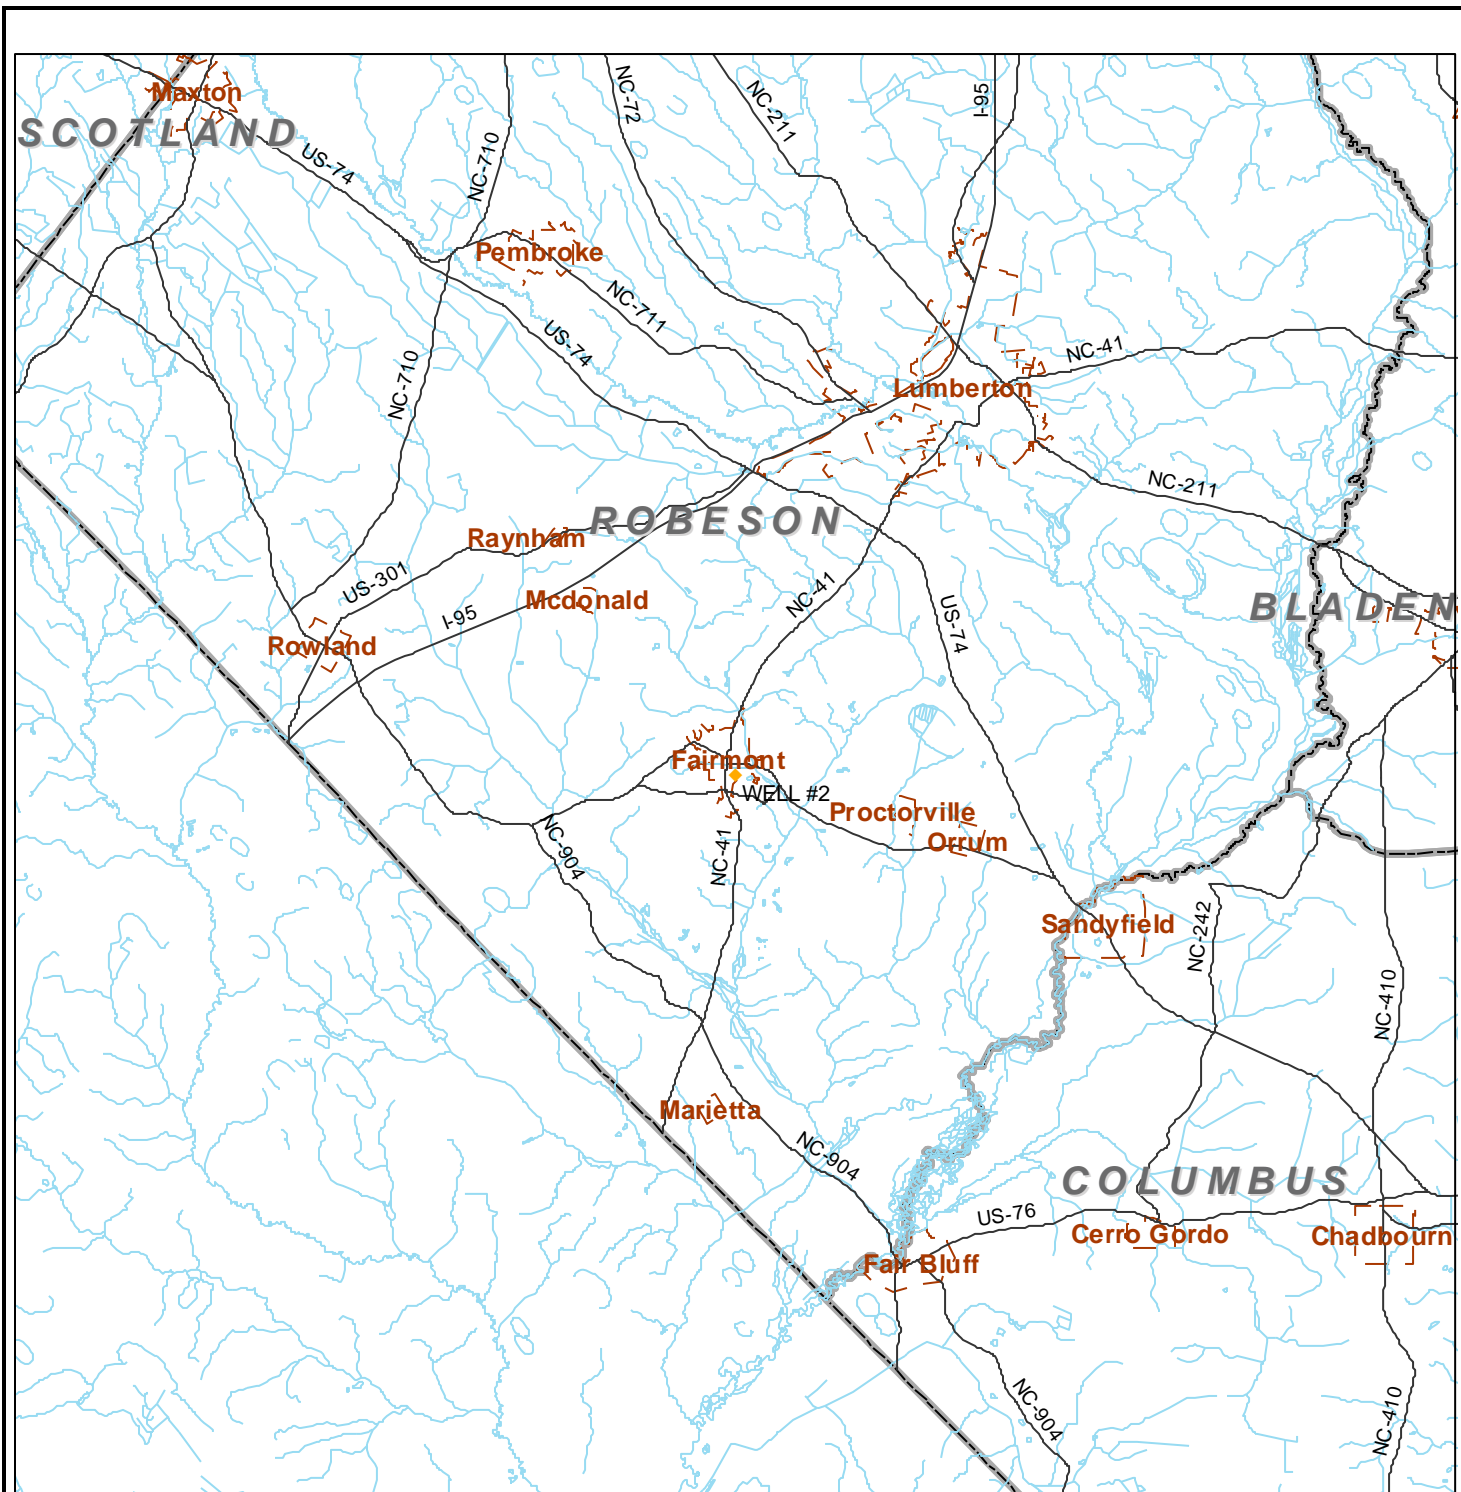 Maxton
SCOTLAND
US-74
NC-710
NC-72
NC-211
I-95
Pembroke
NC-711
US-74
NC-710
NC-41
Lumberton
NC-211
ROBESON
Raynham
US-301
Mcdonald
I-95
Rowland
NC-41
US-74
BLADEN
Fairmont
WELL #2
Proctorville
Orrum
NC-904
NC-41
Sandyfield
NC-242
NC-410
Marietta
NC-904
COLUMBUS
US-76
Cerro Gordo
Chadbourn
Fair Bluff
NC-904
NC-410